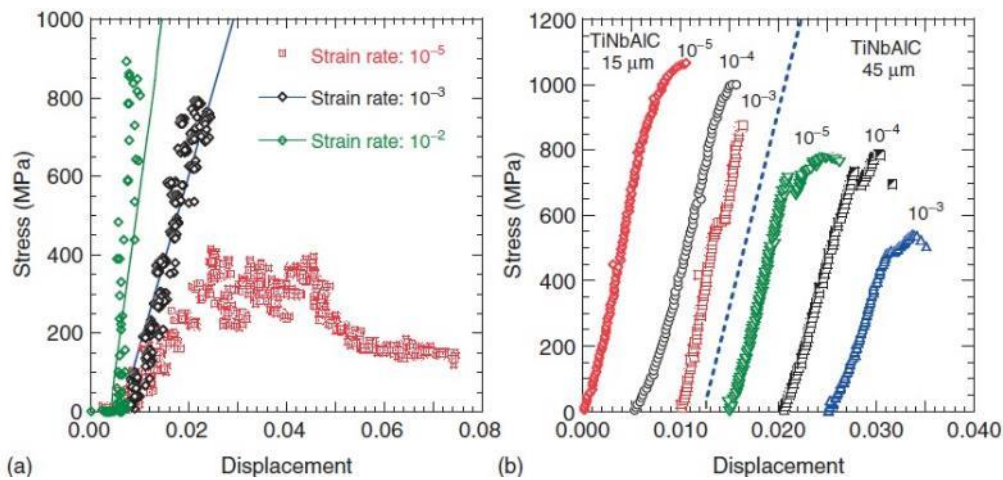 1000
800
600
400
200
0
Stress (MPa)
Strain rate: 10⁻⁵
Strain rate: 10⁻³
Strain rate: 10⁻²
0.00 0.02 0.04 0.06 0.08
(a) Displacement
1200
1000
800
600
400
200
0
Stress (MPa)
TiNbAlC
15 μm
10⁻⁵
10⁻⁴
10⁻³
TiNbAlC
45 μm
10⁻⁵
10⁻⁴
10⁻³
0.000 0.010 0.020 0.030 0.040
(b) Displacement